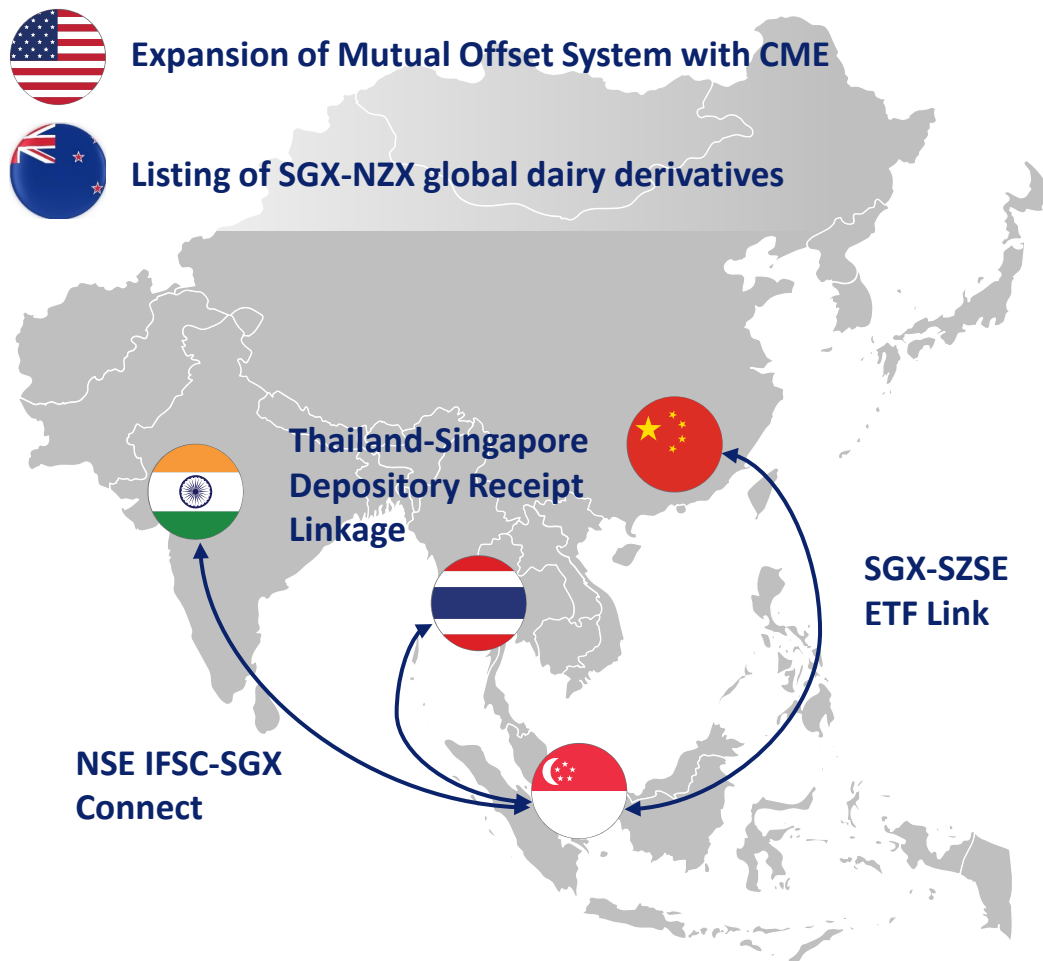 Expansion of Mutual Offset System with CME
Listing of SGX-NZX global dairy derivatives
Thailand-Singapore
Depository Receipt
Linkage
SGX-SZSE
ETF Link
NSE IFSC-SGX
Connect